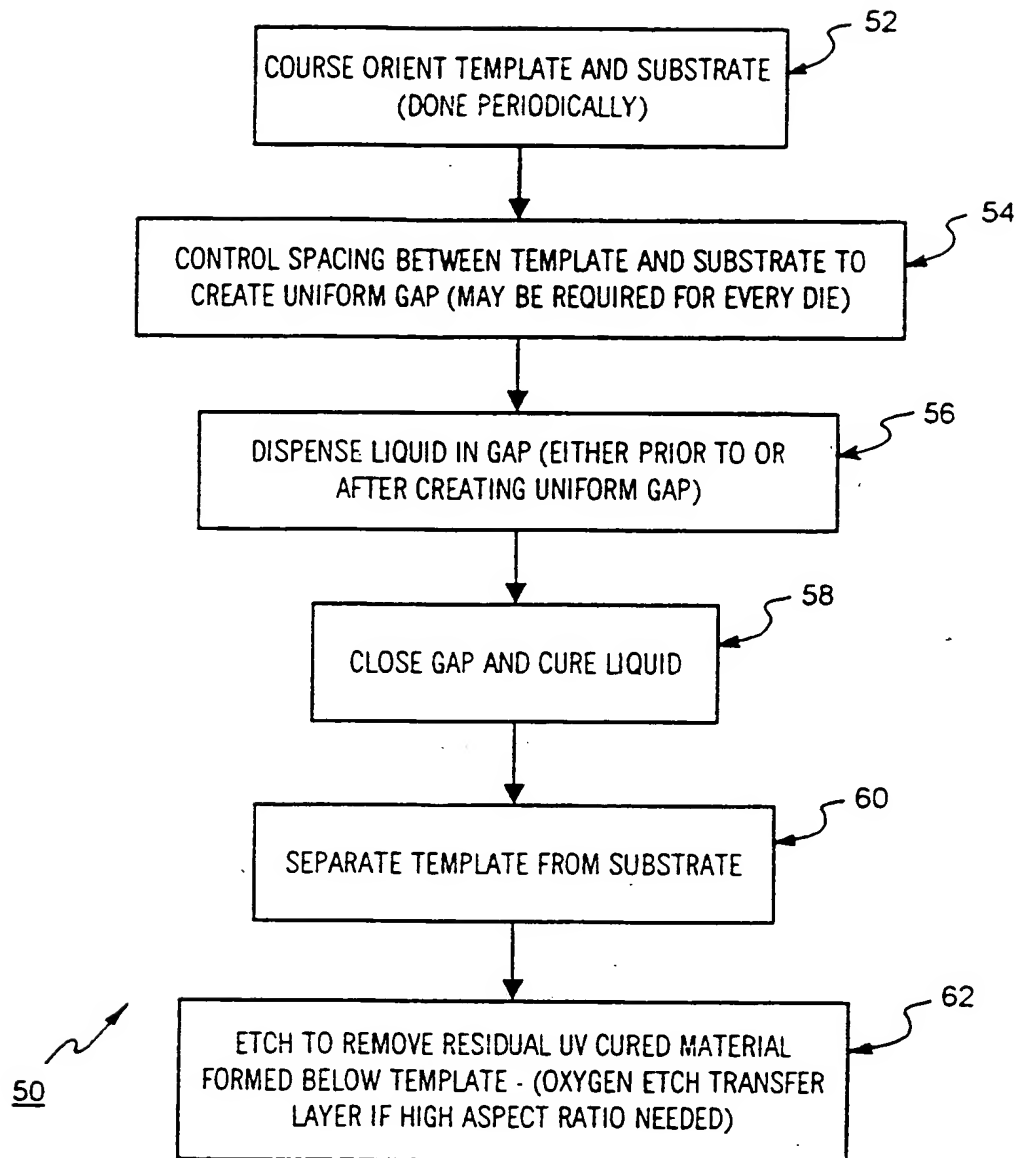 52
COURSE ORIENT TEMPLATE AND SUBSTRATE
(DONE PERIODICALLY)
54
CONTROL SPACING BETWEEN TEMPLATE AND SUBSTRATE TO
CREATE UNIFORM GAP (MAY BE REQUIRED FOR EVERY DIE)
56
DISPENSE LIQUID IN GAP (EITHER PRIOR TO OR
AFTER CREATING UNIFORM GAP)
58
CLOSE GAP AND CURE LIQUID
60
SEPARATE TEMPLATE FROM SUBSTRATE
62
ETCH TO REMOVE RESIDUAL UV CURED MATERIAL
FORMED BELOW TEMPLATE - (OXYGEN ETCH TRANSFER
LAYER IF HIGH ASPECT RATIO NEEDED)
50